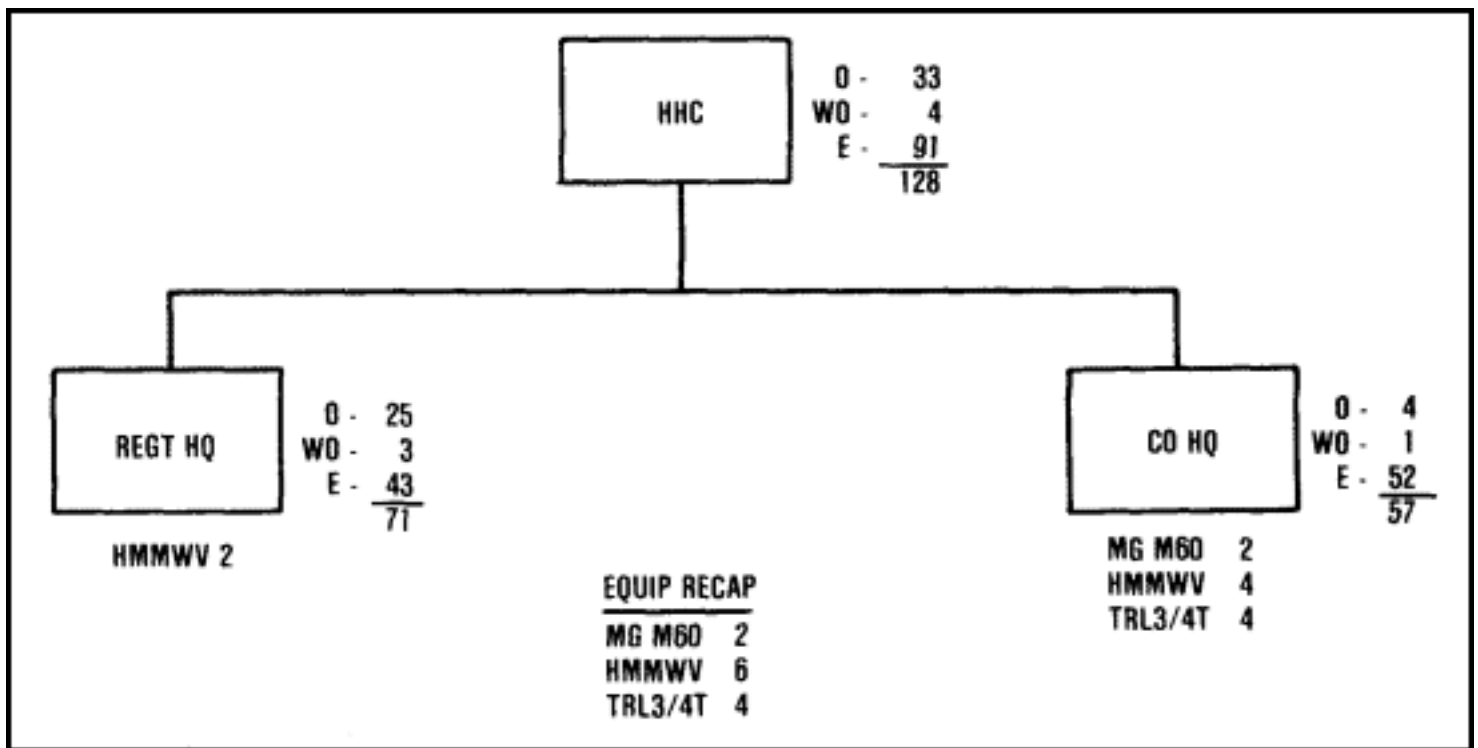 HHC
O - 33
WO - 4
E - 91
128
REGT HQ
O - 25
WO - 3
E - 43
71
HMMWV 2
CO HQ
O - 4
WO - 1
E - 52
57
MG M60 2
HMMWV 4
TRL3/4T 4
EQUIP RECAP
MG M60 2
HMMWV 6
TRL3/4T 4